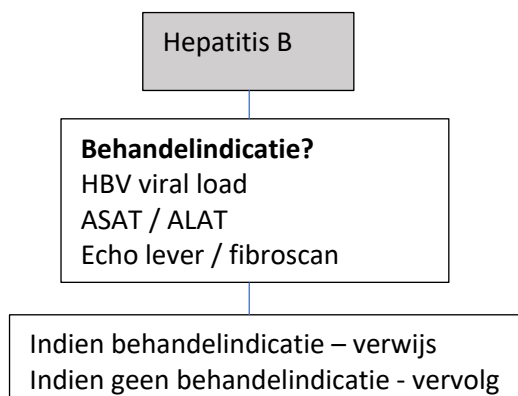 Hepatitis B
Behandelindicatie?
HBV viral load
ASAT / ALAT
Echo lever / fibroscan
Indien behandelindicatie – verwijs
Indien geen behandelindicatie - vervolg